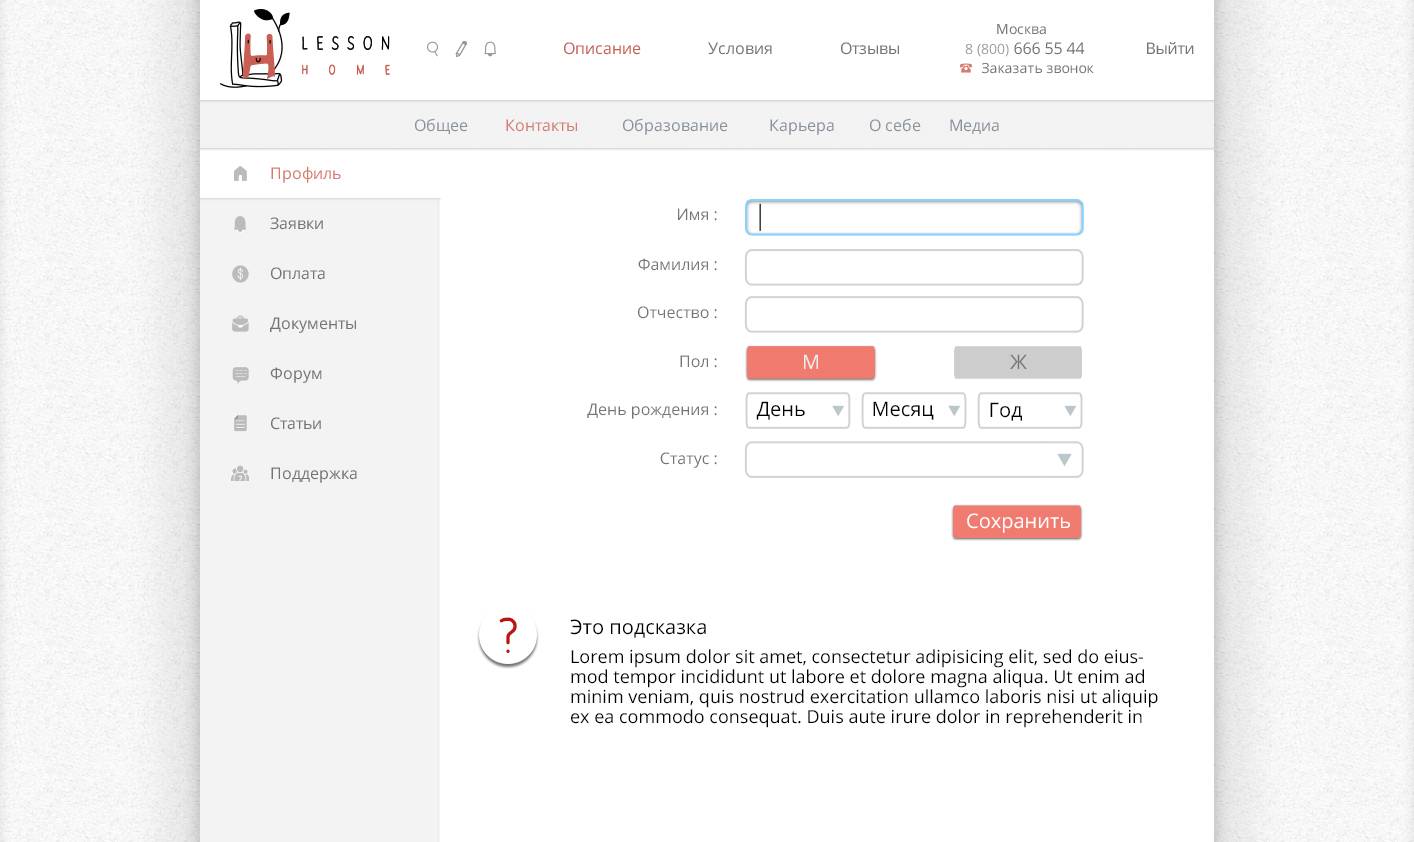 LESSON
HOME
Описание
Условия
Отзывы
Москва
8 (800) 666 55 44
Заказать звонок
Выйти
Общее
Контакты
Образование
Карьера
О себе
Медиа
Профиль
Заявки
Оплата
Документы
Форум
Статьи
Поддержка
Имя :
Фамилия :
Отчество :
Пол :
М
Ж
День рождения :
День
Месяц
Год
Статус :
Сохранить
?
Это подсказка
Lorem ipsum dolor sit amet, consectetur adipisicing elit, sed do eius-
mod tempor incididunt ut labore et dolore magna aliqua. Ut enim ad
minim veniam, quis nostrud exercitation ullamco laboris nisi ut aliquip
ex ea commodo consequat. Duis aute irure dolor in reprehenderit in